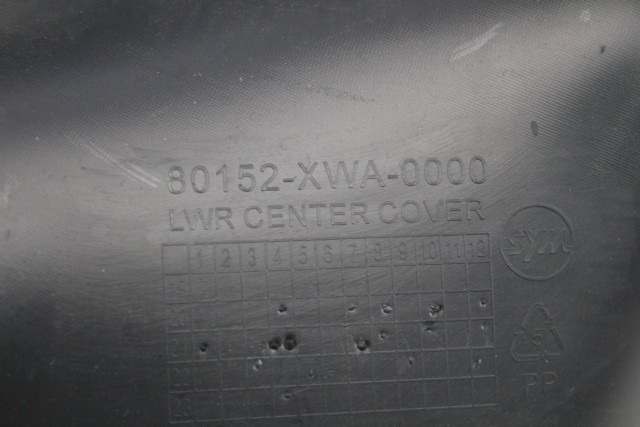 80152-XWA-0000
LWR CENTER COVER
SYM
1 2 3 4 5 6 7 8 9 10 11 12
5
PP